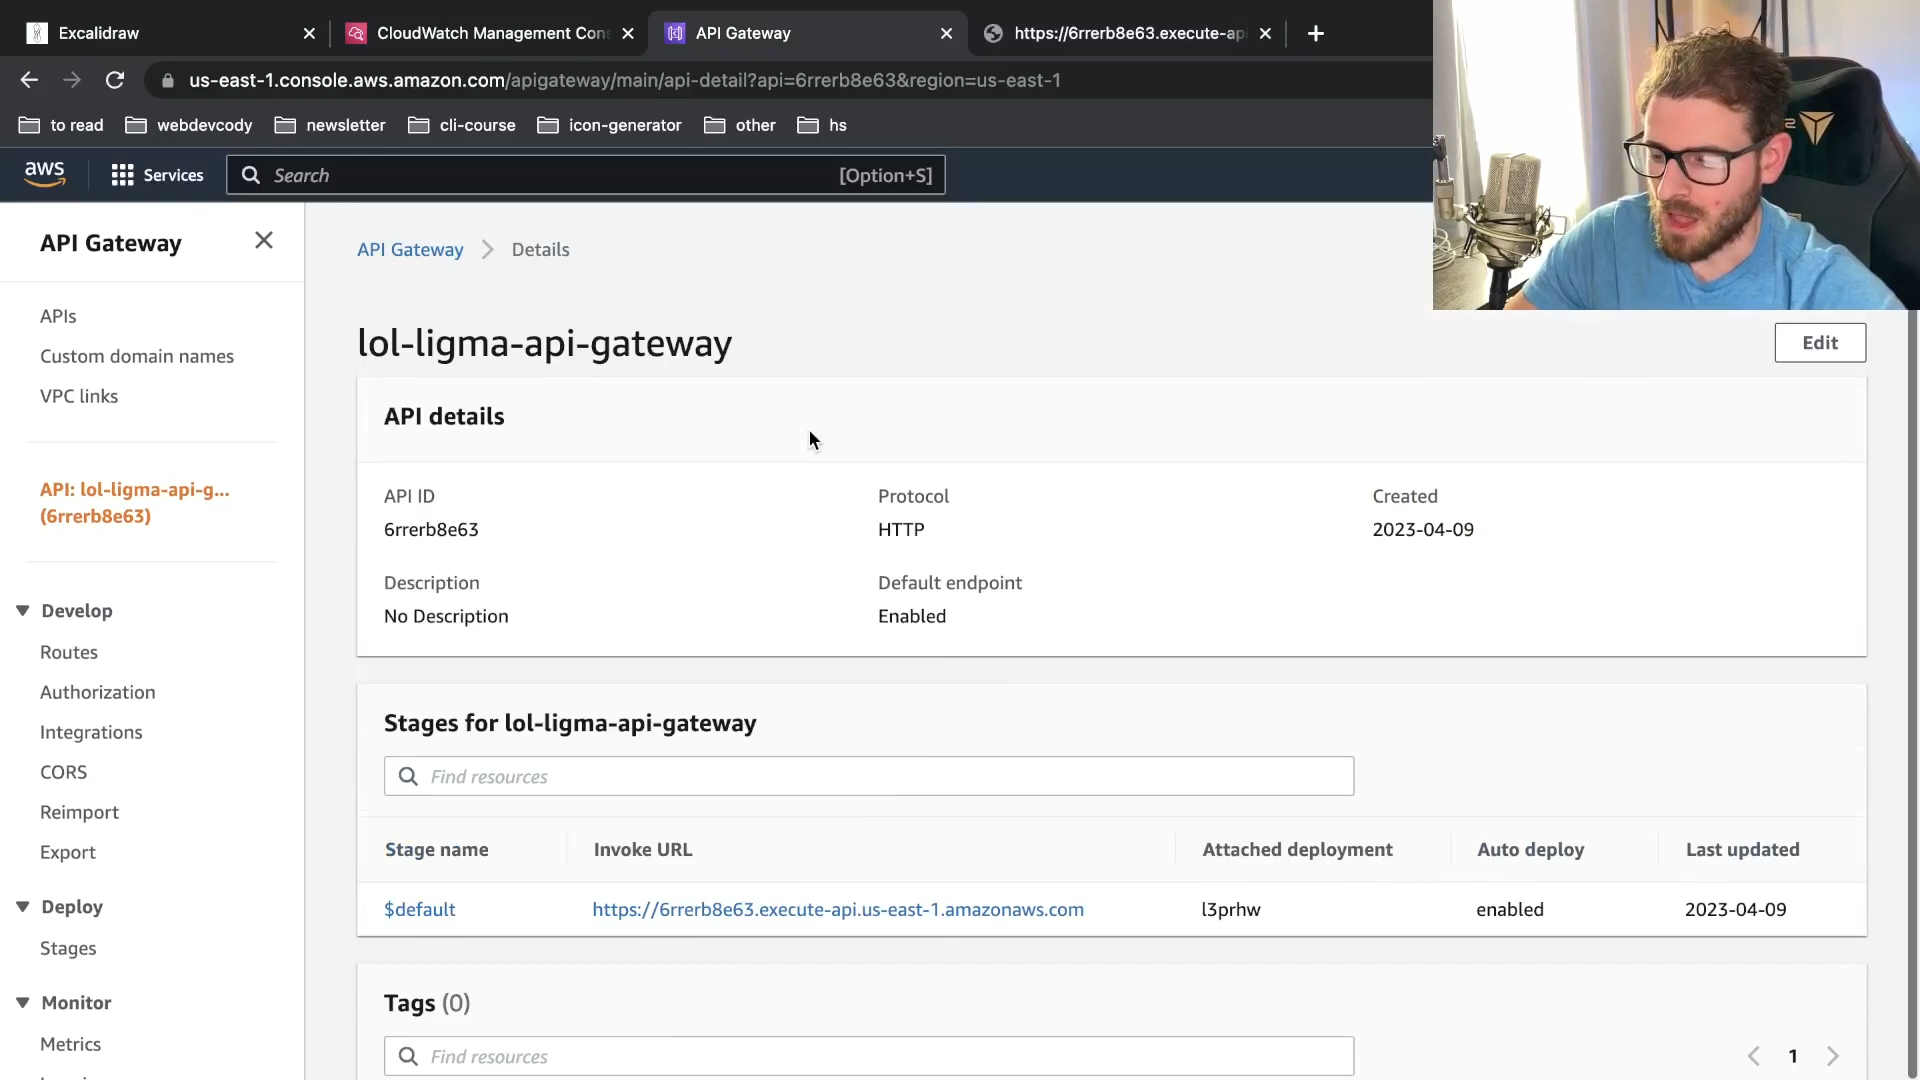 Excalidraw
CloudWatch Management Con
API Gateway
https://6rrerb8e63.execute-ap
us-east-1.console.aws.amazon.com/apigateway/main/api-detail?api=6rrerb8e63&region=us-east-1
to read
webdevcody
newsletter
cli-course
icon-generator
other
hs
aws
Services
Search
[Option+S]
API Gateway
APIs
Custom domain names
VPC links
API: lol-ligma-api-g...
(6rrerb8e63)
Develop
Routes
Authorization
Integrations
CORS
Reimport
Export
Deploy
Stages
Monitor
Metrics
API Gateway > Details
lol-ligma-api-gateway
Edit
API details
API ID
6rrerb8e63
Protocol
HTTP
Created
2023-04-09
Description
No Description
Default endpoint
Enabled
Stages for lol-ligma-api-gateway
Find resources
Stage name Invoke URL Attached deployment Auto deploy Last updated
$default https://6rrerb8e63.execute-api.us-east-1.amazonaws.com l3prhw enabled 2023-04-09
Tags (0)
Find resources
1